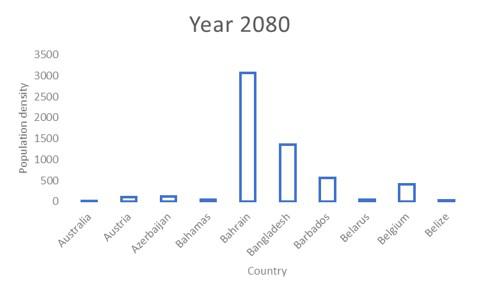 Year 2080
Population density
3500
3000
2500
2000
1500
1000
500
0
Australia
Austria
Azerbaijan
Bahamas
Bahrain
Bangladesh
Barbados
Belarus
Belgium
Belize
Country